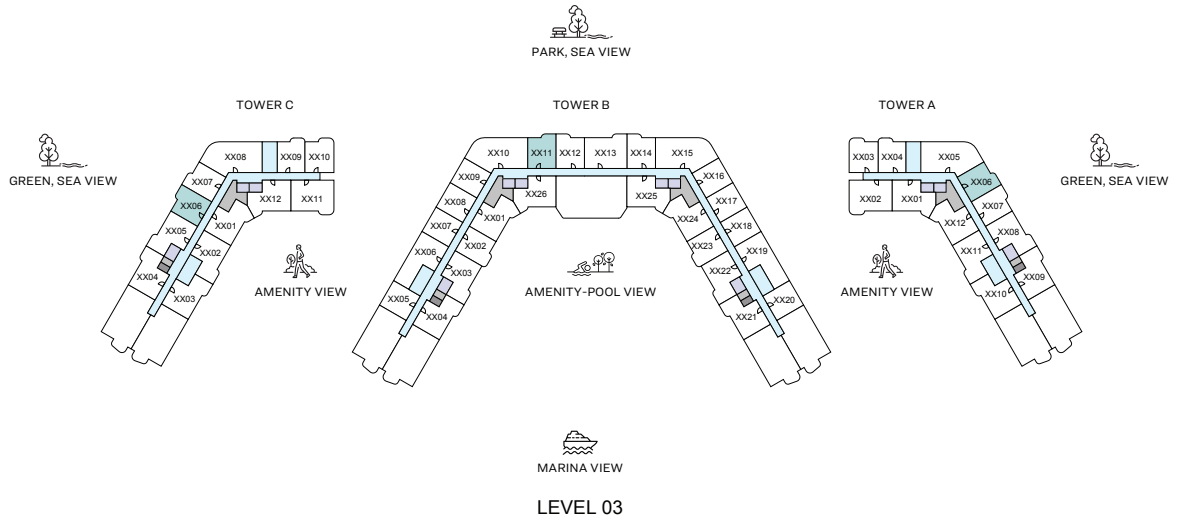 PARK, SEA VIEW
TOWER C
TOWER B
TOWER A
GREEN, SEA VIEW
GREEN, SEA VIEW
XX08
XX09
XX10
XX07
XX06
XX05
XX04
XX12
XX11
XX01
XX02
XX03
XX10
XX11
XX12
XX13
XX14
XX15
XX09
XX08
XX07
XX06
XX05
XX26
XX01
XX02
XX03
XX04
XX25
XX24
XX23
XX22
XX21
XX16
XX17
XX18
XX19
XX20
XX03
XX04
XX05
XX06
XX02
XX01
XX07
XX12
XX08
XX11
XX09
XX10
AMENITY VIEW
AMENITY-POOL VIEW
AMENITY VIEW
MARINA VIEW
LEVEL 03